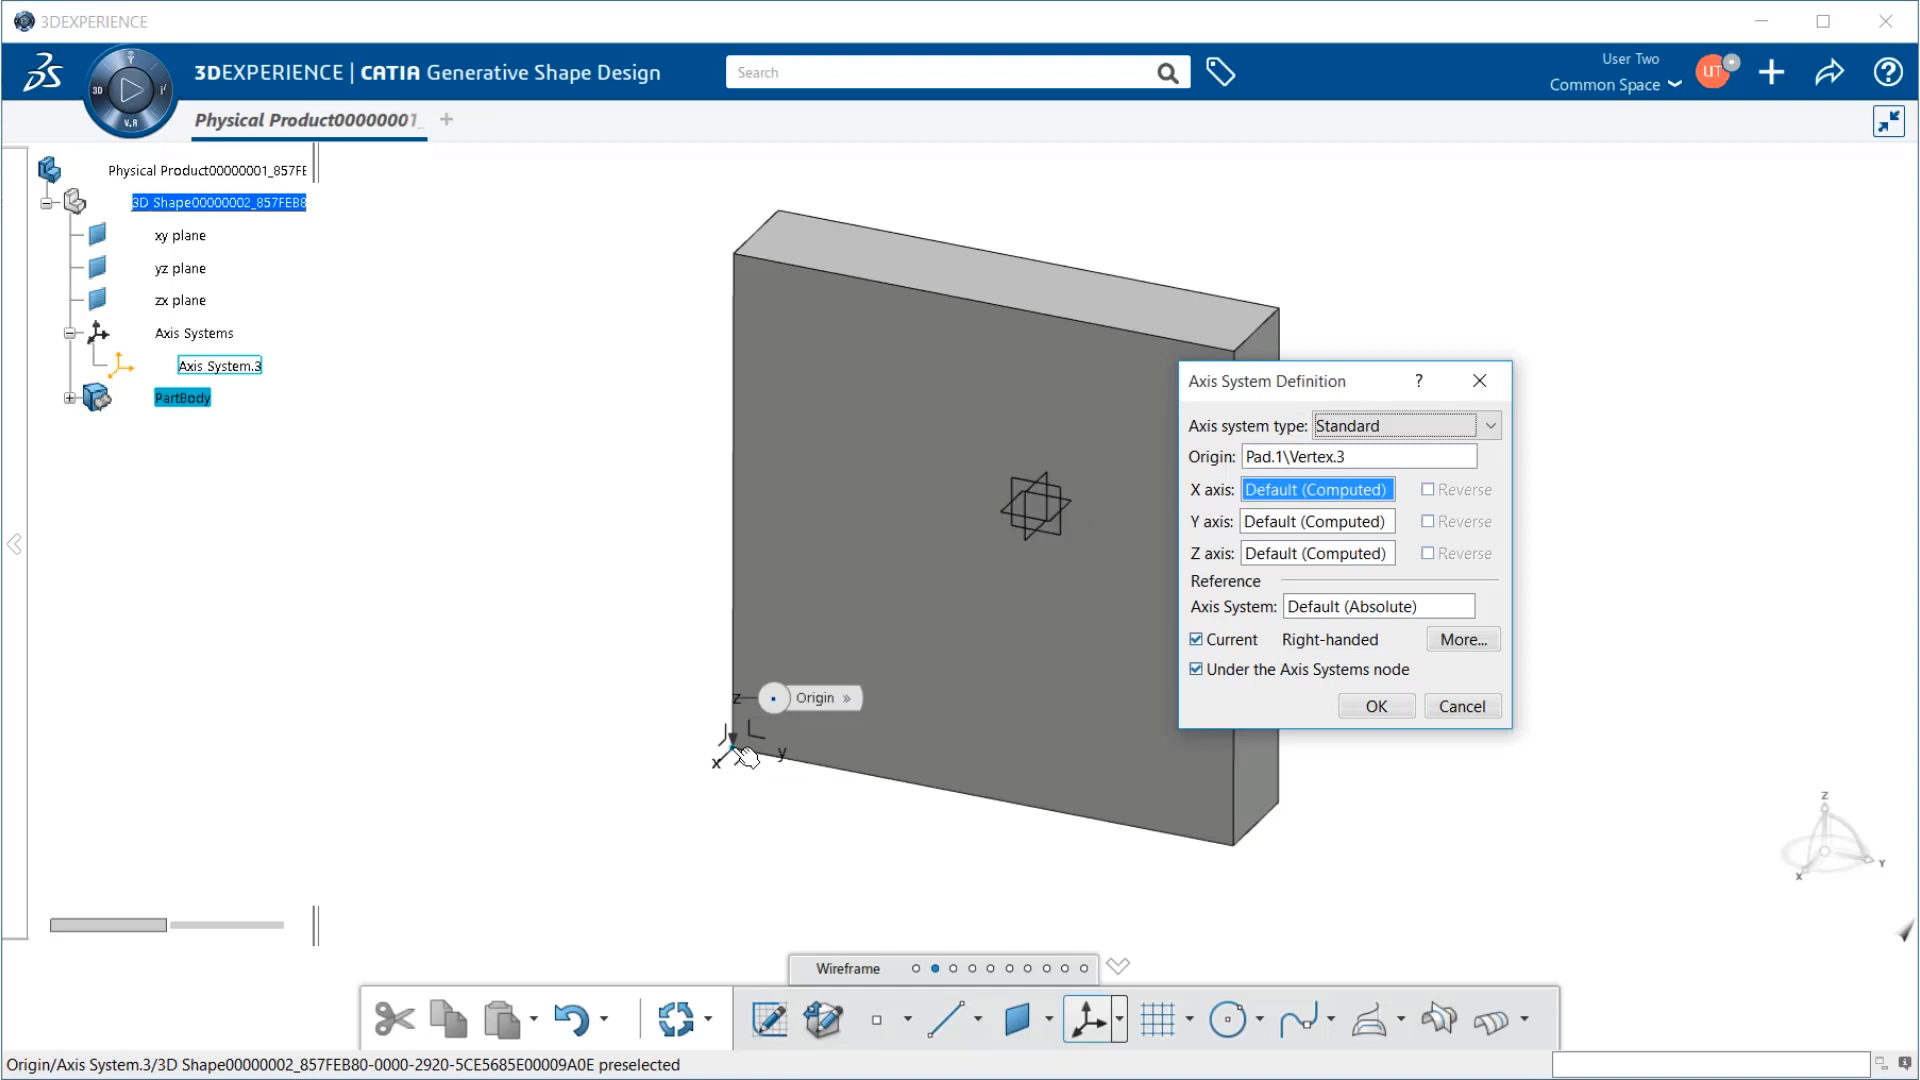 3DEXPERIENCE
3DEXPERIENCE | CATIA Generative Shape Design
Search
User Two
Common Space
UT
3D
V.R
Physical Product00000001_
Physical Product00000001_857FE
3D Shape00000002_857FEB8
xy plane
yz plane
zx plane
Axis Systems
Axis System.3
PartBody
Axis System Definition
?
Axis system type: Standard
Origin: Pad.1\Vertex.3
X axis: Default (Computed) Reverse
Y axis: Default (Computed) Reverse
Z axis: Default (Computed) Reverse
Reference
Axis System: Default (Absolute)
Current Right-handed More...
Under the Axis Systems node
OK Cancel
z
Origin »
y
x
Z
Y
X
Wireframe
Origin/Axis System.3/3D Shape00000002_857FEB80-0000-2920-5CE5685E00009A0E preselected